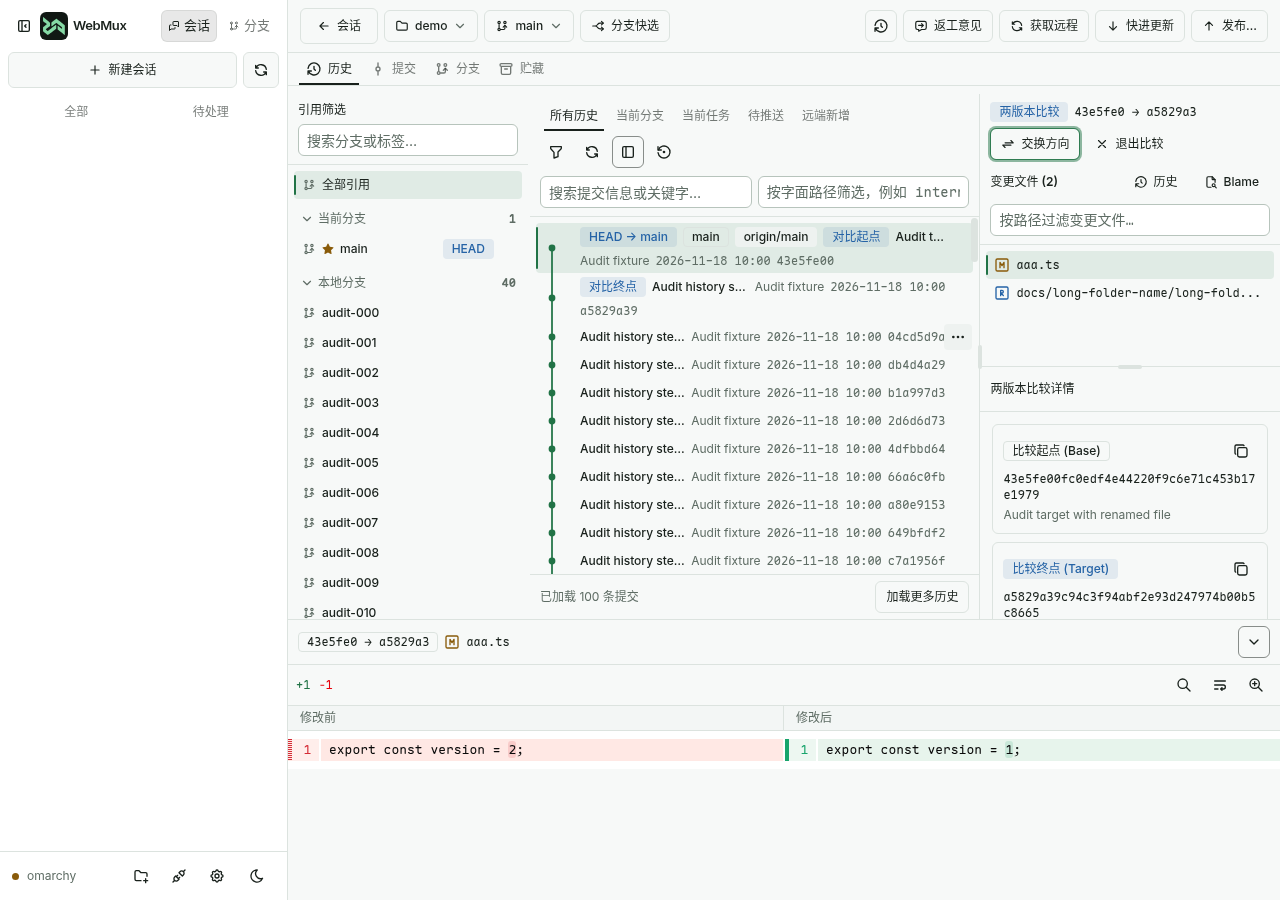 WebMux
会话
分支
新建会话
全部
待处理
omarchy
会话
demo
main
分支快选
返工意见
获取远程
快进更新
发布...
历史
提交
分支
贮藏
引用筛选
搜索分支或标签...
全部引用
当前分支 1
main HEAD
本地分支 40
audit-000
audit-001
audit-002
audit-003
audit-004
audit-005
audit-006
audit-007
audit-008
audit-009
audit-010
所有历史 当前分支 当前任务 待推送 远端新增
搜索提交信息或关键字...
按字面路径筛选，例如 intern
HEAD → main main origin/main 对比起点 Audit t...
Audit fixture 2026-11-18 10:00 43e5fe00
对比终点 Audit history s... Audit fixture 2026-11-18 10:00
a5829a39
Audit history ste... Audit fixture 2026-11-18 10:00 04cd5d9a
Audit history ste... Audit fixture 2026-11-18 10:00 db4d4a29
Audit history ste... Audit fixture 2026-11-18 10:00 b1a997d3
Audit history ste... Audit fixture 2026-11-18 10:00 2d6d6d73
Audit history ste... Audit fixture 2026-11-18 10:00 4dfbbd64
Audit history ste... Audit fixture 2026-11-18 10:00 66a6c0fb
Audit history ste... Audit fixture 2026-11-18 10:00 a80e9153
Audit history ste... Audit fixture 2026-11-18 10:00 649bfdf2
Audit history ste... Audit fixture 2026-11-18 10:00 c7a1956f
已加载 100 条提交
加载更多历史
两版本比较 43e5fe0 → a5829a3
交换方向
退出比较
变更文件 (2)
历史
Blame
按路径过滤变更文件…
M aaa.ts
R docs/long-folder-name/long-fold...
两版本比较详情
比较起点 (Base)
43e5fe00fc0edf4e44220f9c6e71c453b17
e1979
Audit target with renamed file
比较终点 (Target)
a5829a39c94c3f94abf2e93d247974b00b5
c8665
43e5fe0 → a5829a3 M aaa.ts
+1 -1
修改前
修改后
1 export const version = 2;
1 export const version = 1;